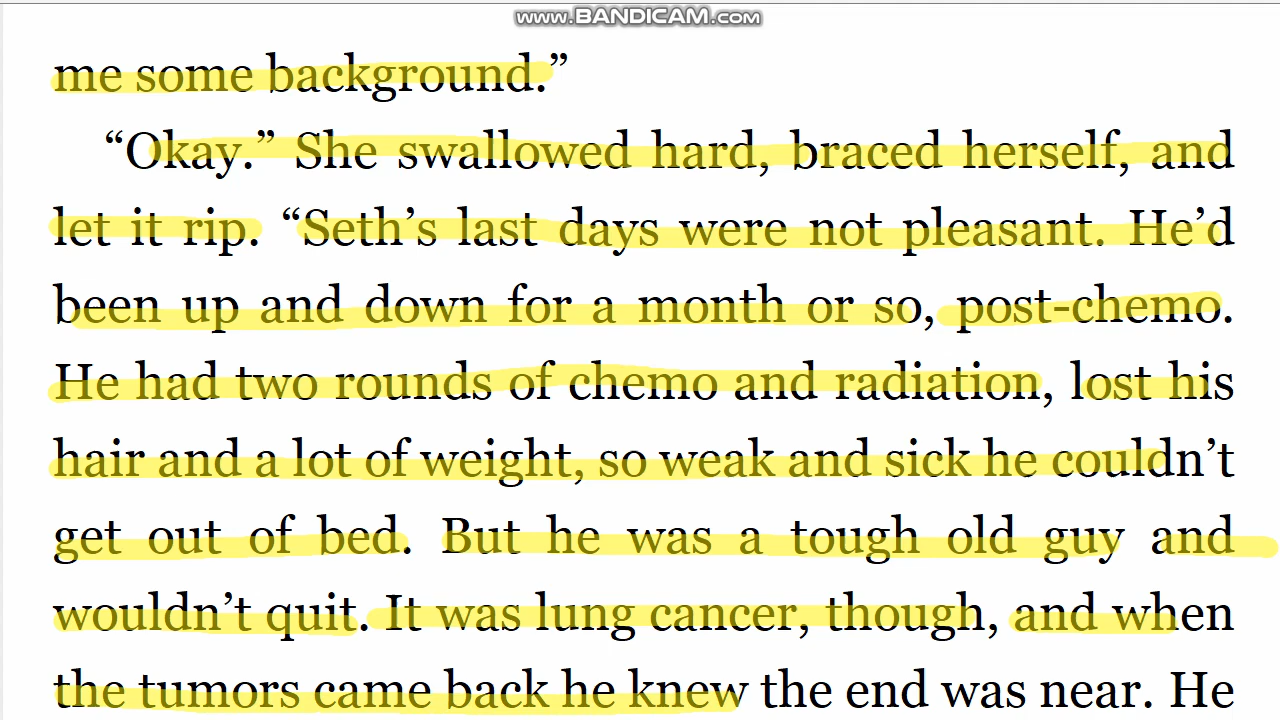 www.BANDICAM.com
me some background.”
“Okay.” She swallowed hard, braced herself, and
let it rip. “Seth’s last days were not pleasant. He’d
been up and down for a month or so, post-chemo.
He had two rounds of chemo and radiation, lost his
hair and a lot of weight, so weak and sick he couldn’t
get out of bed. But he was a tough old guy and
wouldn’t quit. It was lung cancer, though, and when
the tumors came back he knew the end was near. He